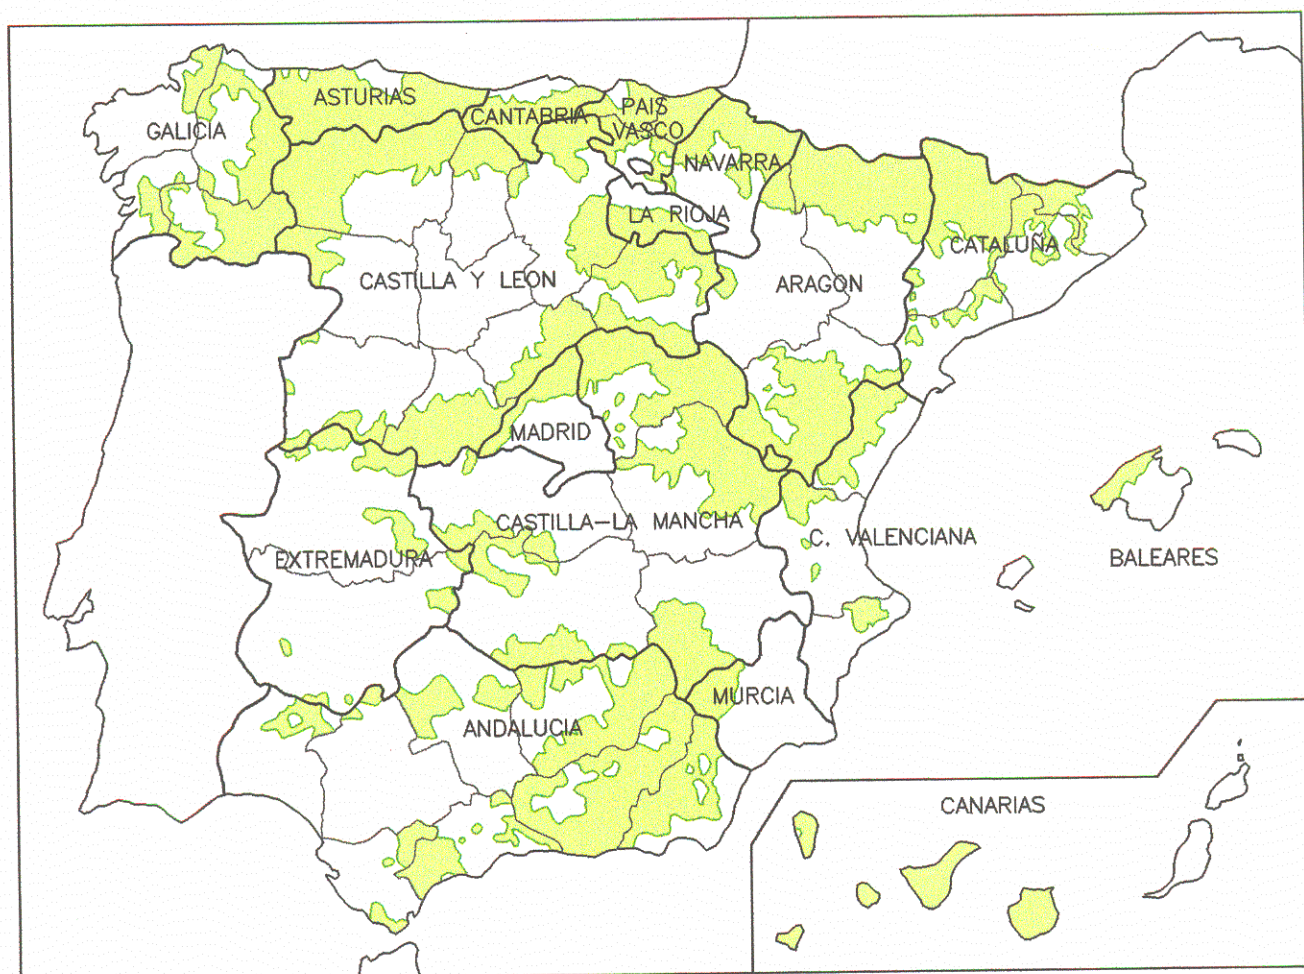 ASTURIAS
CANTABRIA
PAIS
VASCO
GALICIA
NAVARRA
LA RIOJA
CATALUÑA
CASTILLA Y LEON
ARAGON
MADRID
CASTILLA-LA MANCHA
C. VALENCIANA
EXTREMADURA
BALEARES
MURCIA
ANDALUCIA
CANARIAS